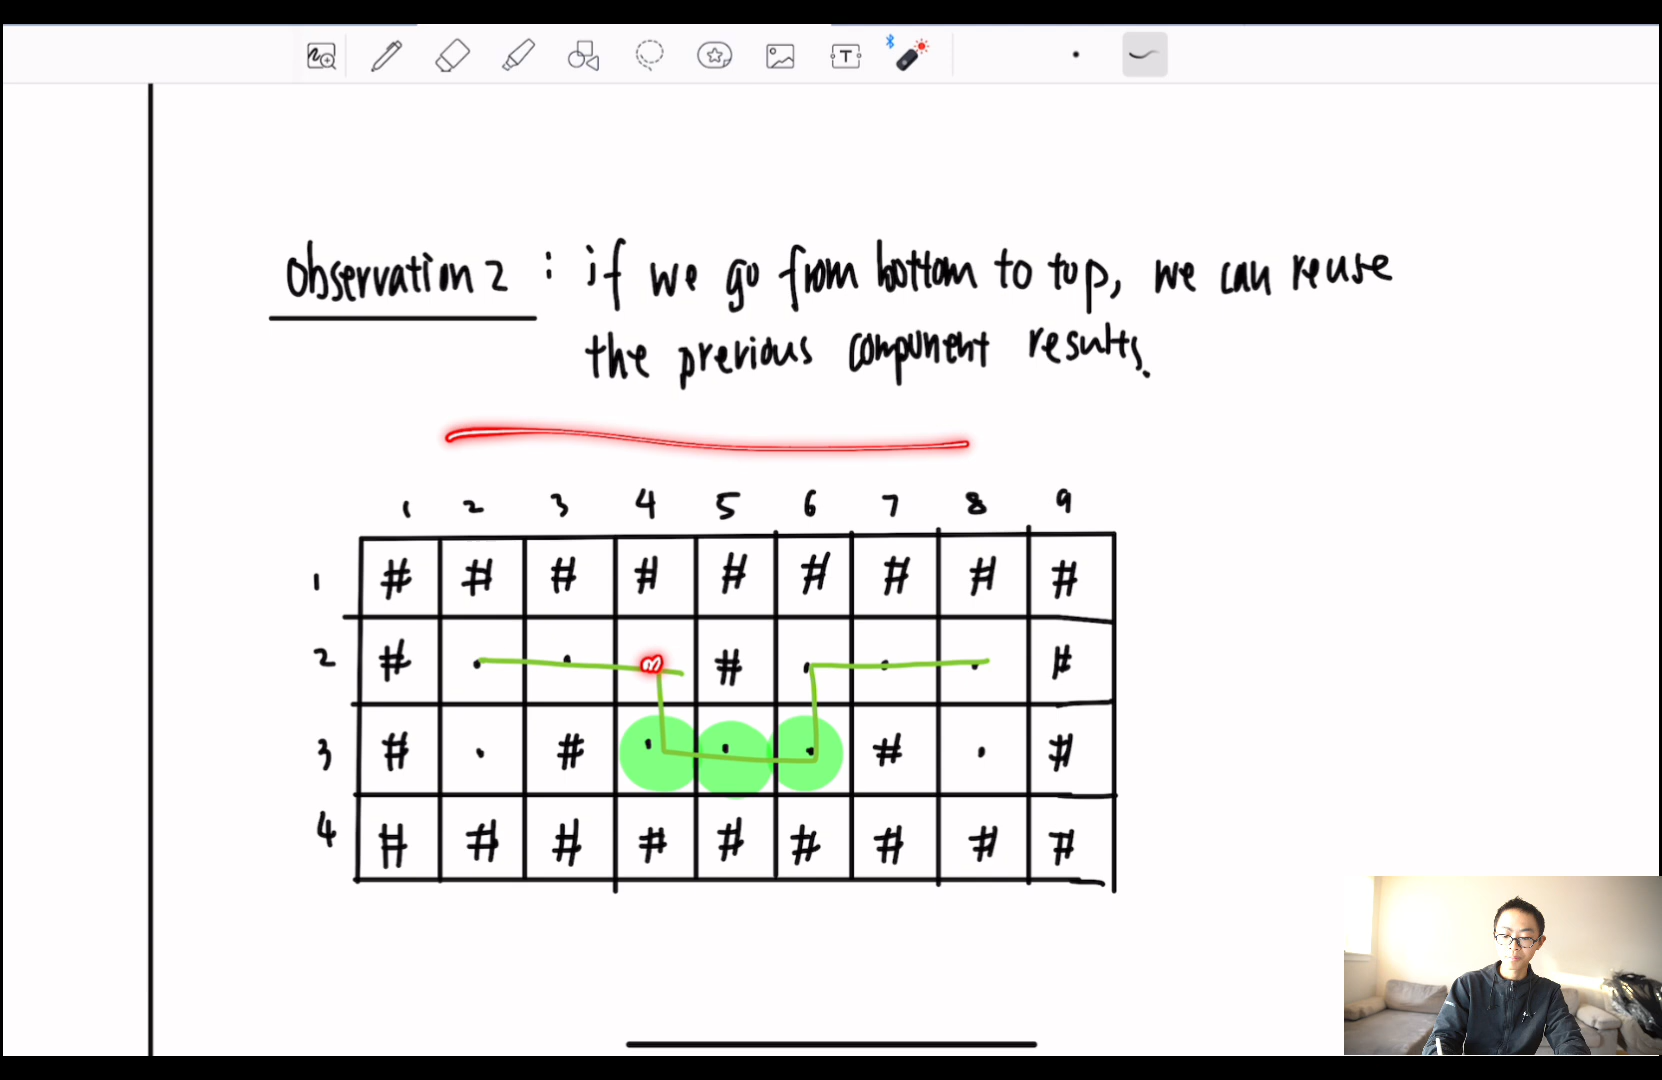 T
Observation 2 : if we go from bottom to top, we can reuse
the previous component results.
1 2 3 4 5 6 7 8 9
1 # # # # # # # # #
2 # . . . # . . . #
3 # . # . . . # . #
4 # # # # # # # # #